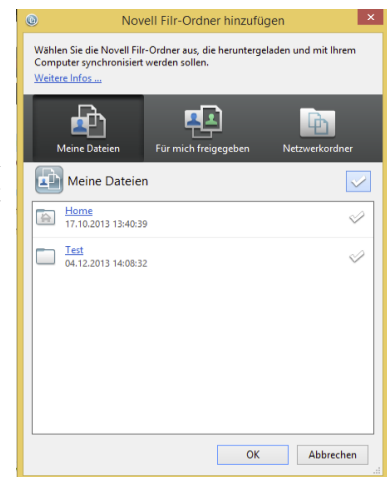 Novell Filr-Ordner hinzufügen
Wählen Sie die Novell Filr-Ordner aus, die heruntergeladen und mit Ihrem
Computer synchronisiert werden sollen.
Weitere Infos ...
Meine Dateien
Für mich freigegeben
Netzwerkordner
Meine Dateien
Home
17.10.2013 13:40:39
Test
04.12.2013 14:08:32
OK
Abbrechen